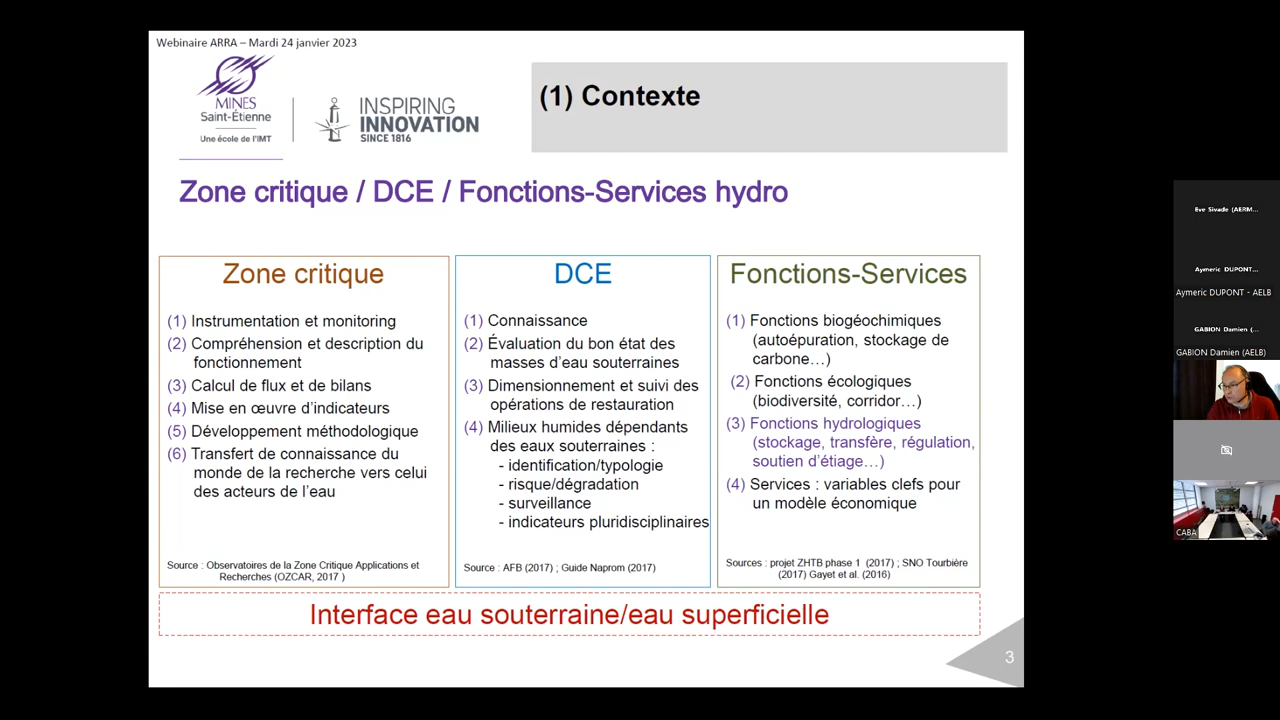 Webinaire ARRA – Mardi 24 janvier 2023
MINES
Saint-Étienne
Une école de l'IMT
INSPIRING
INNOVATION
SINCE 1816
(1) Contexte
Zone critique / DCE / Fonctions-Services hydro
Zone critique
(1) Instrumentation et monitoring
(2) Compréhension et description du
fonctionnement
(3) Calcul de flux et de bilans
(4) Mise en œuvre d'indicateurs
(5) Développement méthodologique
(6) Transfert de connaissance du
monde de la recherche vers celui
des acteurs de l'eau
Source : Observatoires de la Zone Critique Applications et
Recherches (OZCAR, 2017 )
DCE
(1) Connaissance
(2) Évaluation du bon état des
masses d'eau souterraines
(3) Dimensionnement et suivi des
opérations de restauration
(4) Milieux humides dépendants
des eaux souterraines :
- identification/typologie
- risque/dégradation
- surveillance
- indicateurs pluridisciplinaires
Source : AFB (2017) ; Guide Naprom (2017)
Fonctions-Services
(1) Fonctions biogéochimiques
(autoépuration, stockage de
carbone…)
(2) Fonctions écologiques
(biodiversité, corridor…)
(3) Fonctions hydrologiques
(stockage, transfère, régulation,
soutien d'étiage…)
(4) Services : variables clefs pour
un modèle économique
Sources : projet ZHTB phase 1 (2017) ; SNO Tourbière
(2017) Gayet et al. (2016)
Interface eau souterraine/eau superficielle
3
Eve Sivade (AERM...
Aymeric DUPONT...
Aymeric DUPONT - AELB
GABION Damien (...
GABION Damien (AELB)
CABA